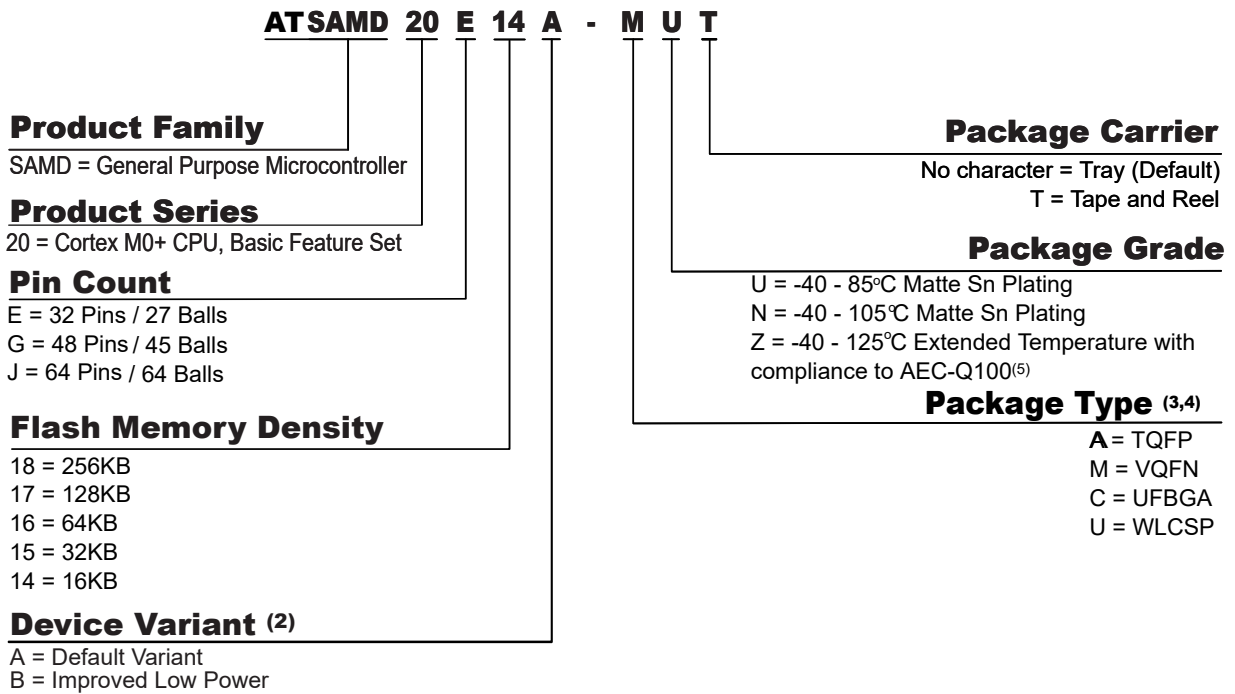 ATSAMD 20 E 14 A - M U T
Product Family
SAMD = General Purpose Microcontroller
Product Series
20 = Cortex M0+ CPU, Basic Feature Set
Pin Count
E = 32 Pins / 27 Balls
G = 48 Pins / 45 Balls
J = 64 Pins / 64 Balls
Flash Memory Density
18 = 256KB
17 = 128KB
16 = 64KB
15 = 32KB
14 = 16KB
Device Variant (2)
A = Default Variant
B = Improved Low Power
Package Carrier
No character = Tray (Default)
T = Tape and Reel
Package Grade
U = -40 - 85°C Matte Sn Plating
N = -40 - 105°C Matte Sn Plating
Z = -40 - 125°C Extended Temperature with
compliance to AEC-Q100(5)
Package Type (3,4)
A = TQFP
M = VQFN
C = UFBGA
U = WLCSP